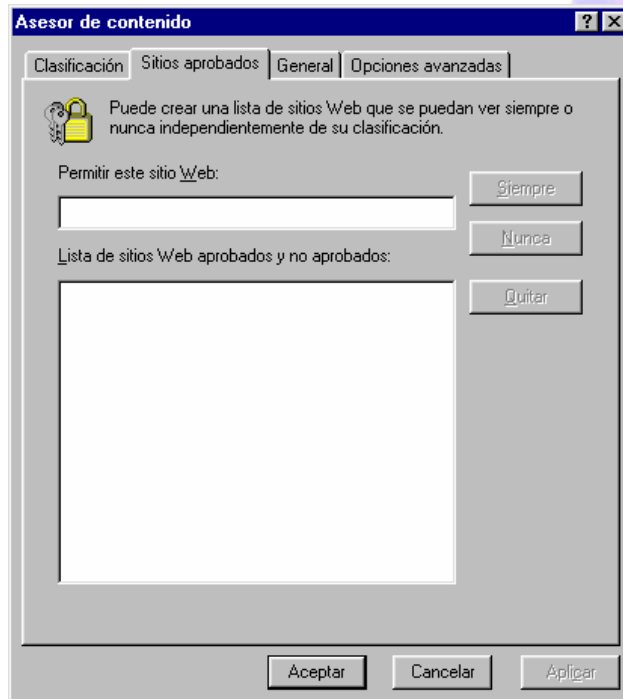 Asesor de contenido
Clasificación Sitios aprobados General Opciones avanzadas
Puede crear una lista de sitios Web que se puedan ver siempre o
nunca independientemente de su clasificación.
Permitir este sitio Web:
Siempre
Nunca
Lista de sitios Web aprobados y no aprobados:
Quitar
Aceptar Cancelar Aplicar